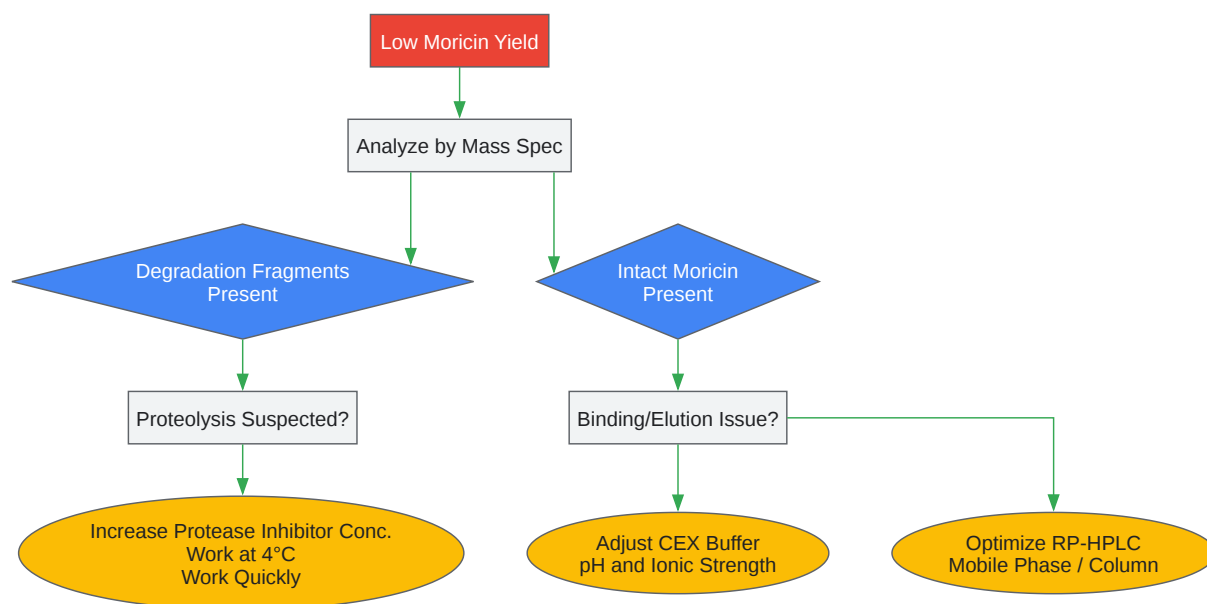 Low Moricin Yield
Analyze by Mass Spec
Degradation Fragments
Present
Intact Moricin
Present
Proteolysis Suspected?
Binding/Elution Issue?
Increase Protease Inhibitor Conc.
Work at 4°C
Work Quickly
Adjust CEX Buffer
pH and Ionic Strength
Optimize RP-HPLC
Mobile Phase / Column